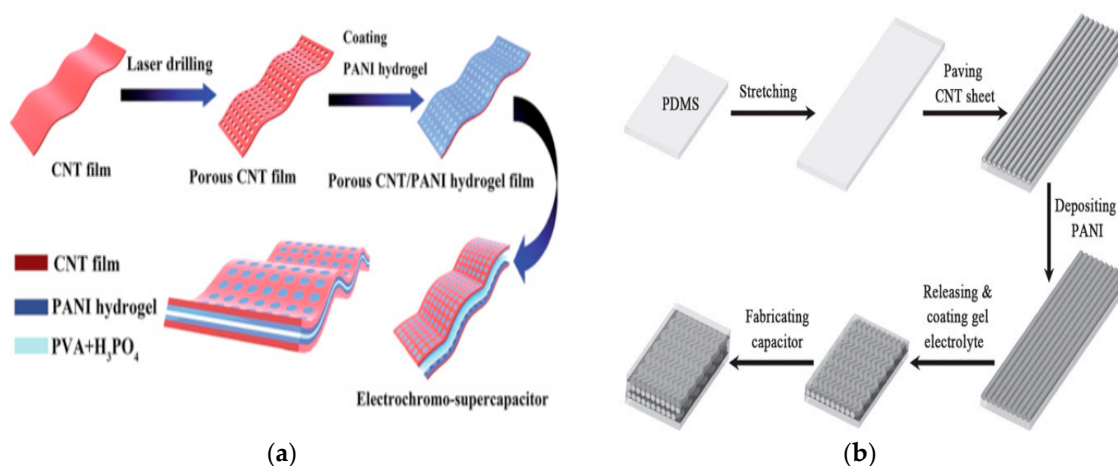 Laser drilling
Coating
PANI hydrogel
CNT film
Porous CNT film
Porous CNT/PANI hydrogel film
CNT film
PANI hydrogel
PVA+H₃PO₄
Electrochromo-supercapacitor
(a)
PDMS
Stretching
Paving
CNT sheet
Depositing
PANI
Releasing &
coating gel
electrolyte
Fabricating
capacitor
(b)